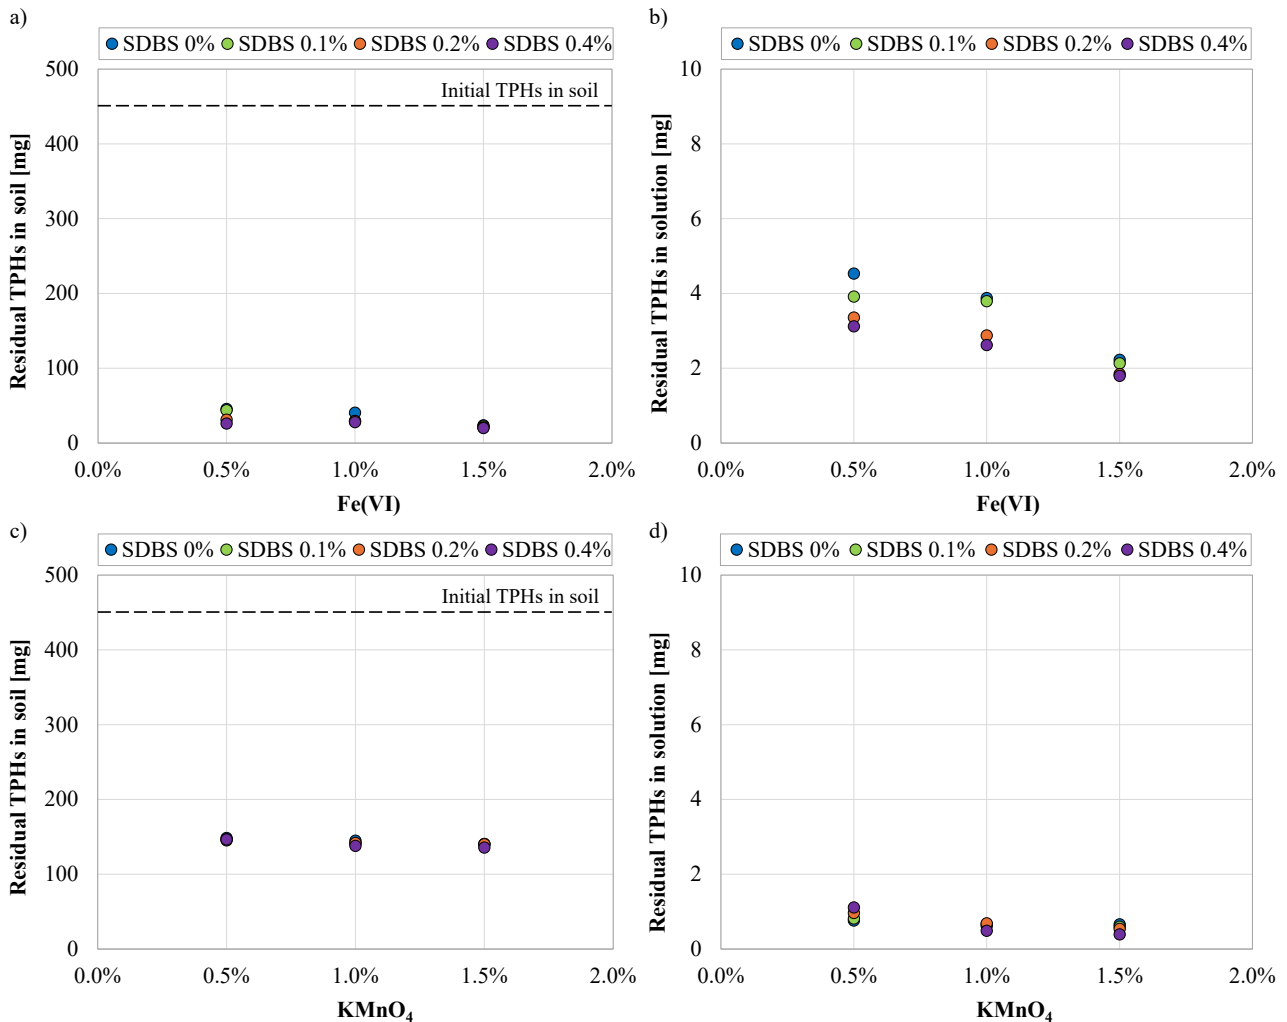 a)
SDBS 0% SDBS 0.1% SDBS 0.2% SDBS 0.4%
500
Initial TPHs in soil
400
300
200
100
0
0.0% 0.5% 1.0% 1.5% 2.0%
Residual TPHs in soil [mg]
Fe(VI)
b)
SDBS 0% SDBS 0.1% SDBS 0.2% SDBS 0.4%
10
8
6
4
2
0
0.0% 0.5% 1.0% 1.5% 2.0%
Residual TPHs in solution [mg]
Fe(VI)
c)
SDBS 0% SDBS 0.1% SDBS 0.2% SDBS 0.4%
500
Initial TPHs in soil
400
300
200
100
0
0.0% 0.5% 1.0% 1.5% 2.0%
Residual TPHs in soil [mg]
KMnO₄
d)
SDBS 0% SDBS 0.1% SDBS 0.2% SDBS 0.4%
10
8
6
4
2
0
0.0% 0.5% 1.0% 1.5% 2.0%
Residual TPHs in solution [mg]
KMnO₄